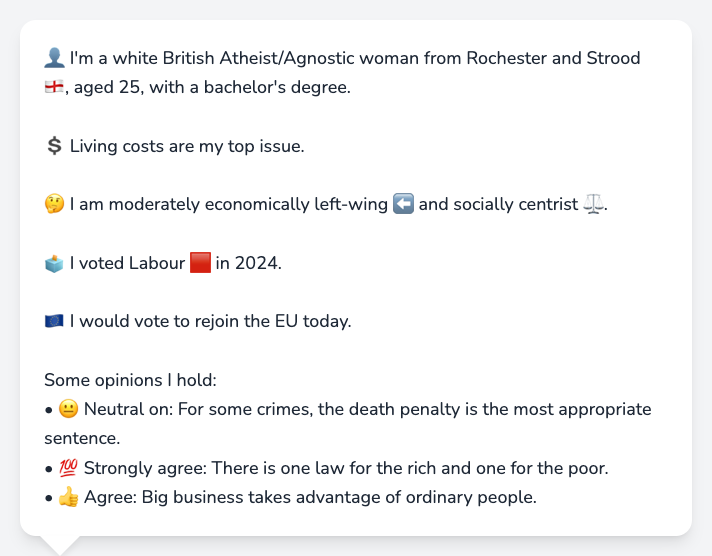 👤 I'm a white British Atheist/Agnostic woman from Rochester and Strood
🏴󠁧󠁢󠁥󠁮󠁧󠁿, aged 25, with a bachelor's degree.
💲 Living costs are my top issue.
🤔 I am moderately economically left-wing ⬅️ and socially centrist ⚖️.
🗳️ I voted Labour 🟥 in 2024.
🇪🇺 I would vote to rejoin the EU today.
Some opinions I hold:
• 😐 Neutral on: For some crimes, the death penalty is the most appropriate
sentence.
• 💯 Strongly agree: There is one law for the rich and one for the poor.
• 👍 Agree: Big business takes advantage of ordinary people.